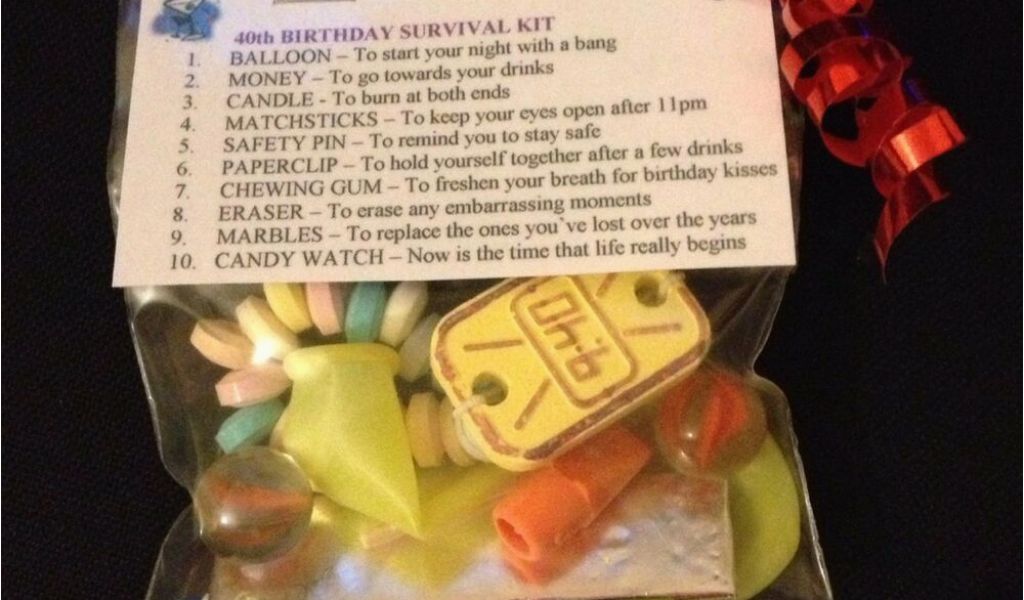 40th BIRTHDAY SURVIVAL KIT
1. BALLOON – To start your night with a bang
2. MONEY – To go towards your drinks
3. CANDLE - To burn at both ends
4. MATCHSTICKS – To keep your eyes open after 11pm
5. SAFETY PIN – To remind you to stay safe
6. PAPERCLIP – To hold yourself together after a few drinks
7. CHEWING GUM – To freshen your breath for birthday kisses
8. ERASER – To erase any embarrassing moments
9. MARBLES – To replace the ones you`ve lost over the years
10. CANDY WATCH – Now is the time that life really begins